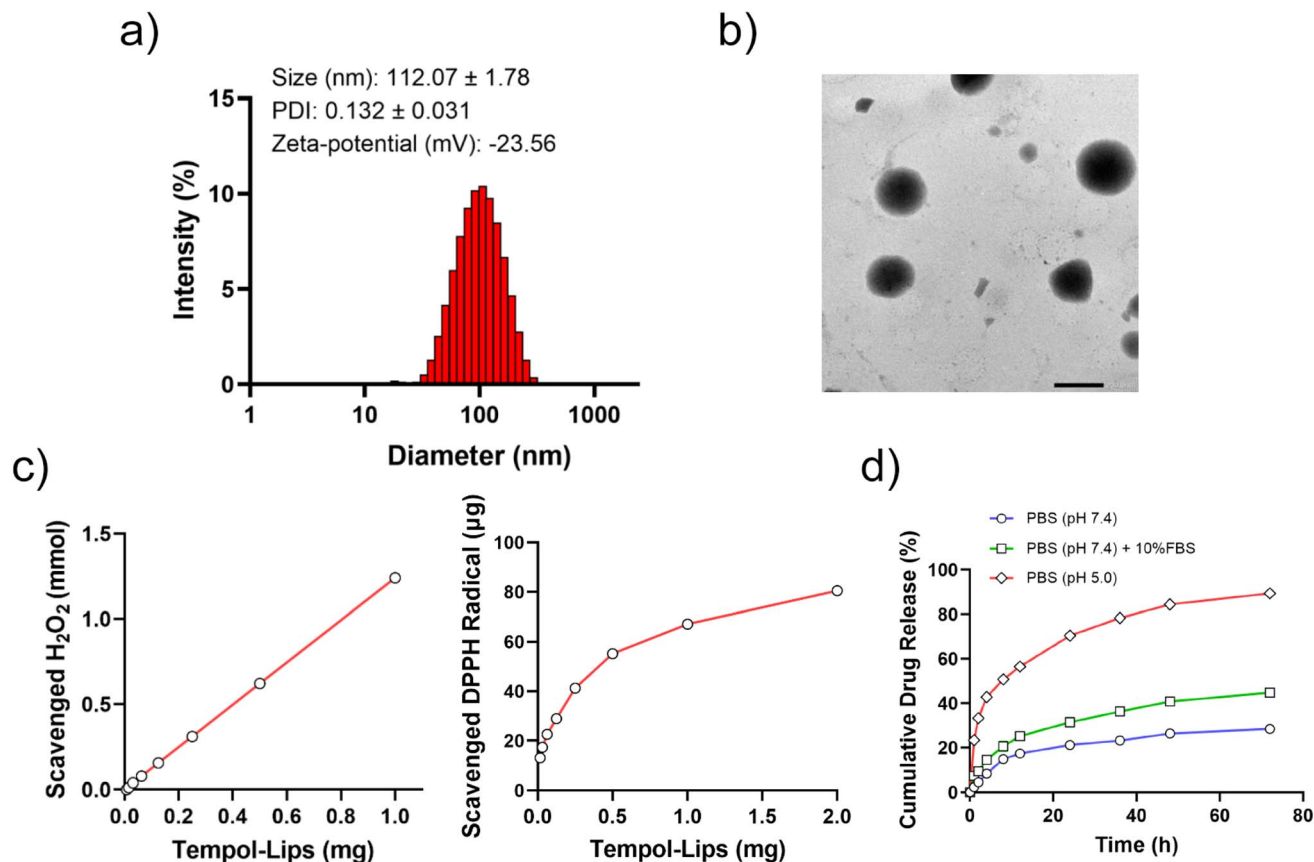 a)
Size (nm): 112.07 ± 1.78
PDI: 0.132 ± 0.031
Zeta-potential (mV): -23.56
Intensity (%)
15
10
5
0
1
10
100
1000
Diameter (nm)
b)
c)
Scavenged H₂O₂ (mmol)
1.5
1.0
0.5
0.0
0.0
0.2
0.4
0.6
0.8
1.0
Tempol-Lips (mg)
Scavenged DPPH Radical (μg)
100
80
60
40
20
0
0.0
0.5
1.0
1.5
2.0
Tempol-Lips (mg)
d)
PBS (pH 7.4)
PBS (pH 7.4) + 10%FBS
PBS (pH 5.0)
Cumulative Drug Release (%)
100
80
60
40
20
0
0
20
40
60
80
Time (h)